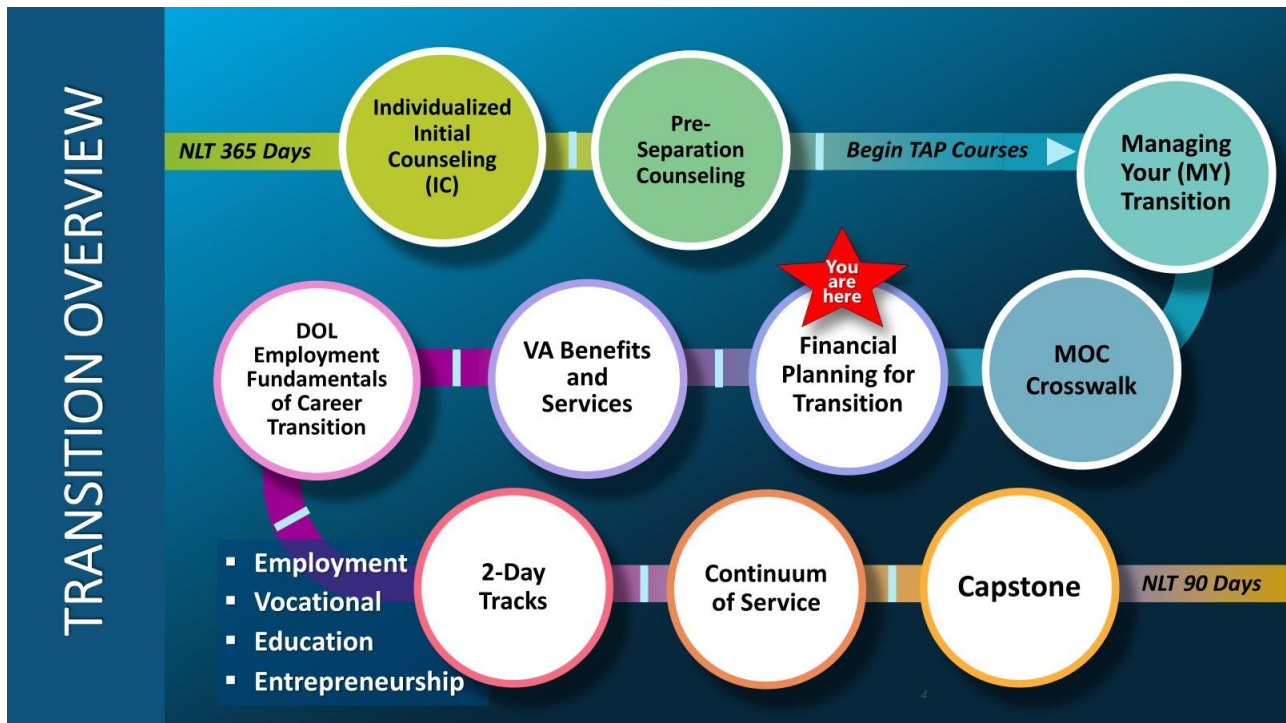 TRANSITION OVERVIEW
NLT 365 Days
Individualized
Initial
Counseling
(IC)
Pre-
Separation
Counseling
Begin TAP Courses
Managing
Your (MY)
Transition
MOC
Crosswalk
You
are
here
Financial
Planning for
Transition
VA Benefits
and
Services
DOL
Employment
Fundamentals
of Career
Transition
▪ Employment
▪ Vocational
▪ Education
▪ Entrepreneurship
2-Day
Tracks
Continuum
of Service
Capstone
NLT 90 Days
4